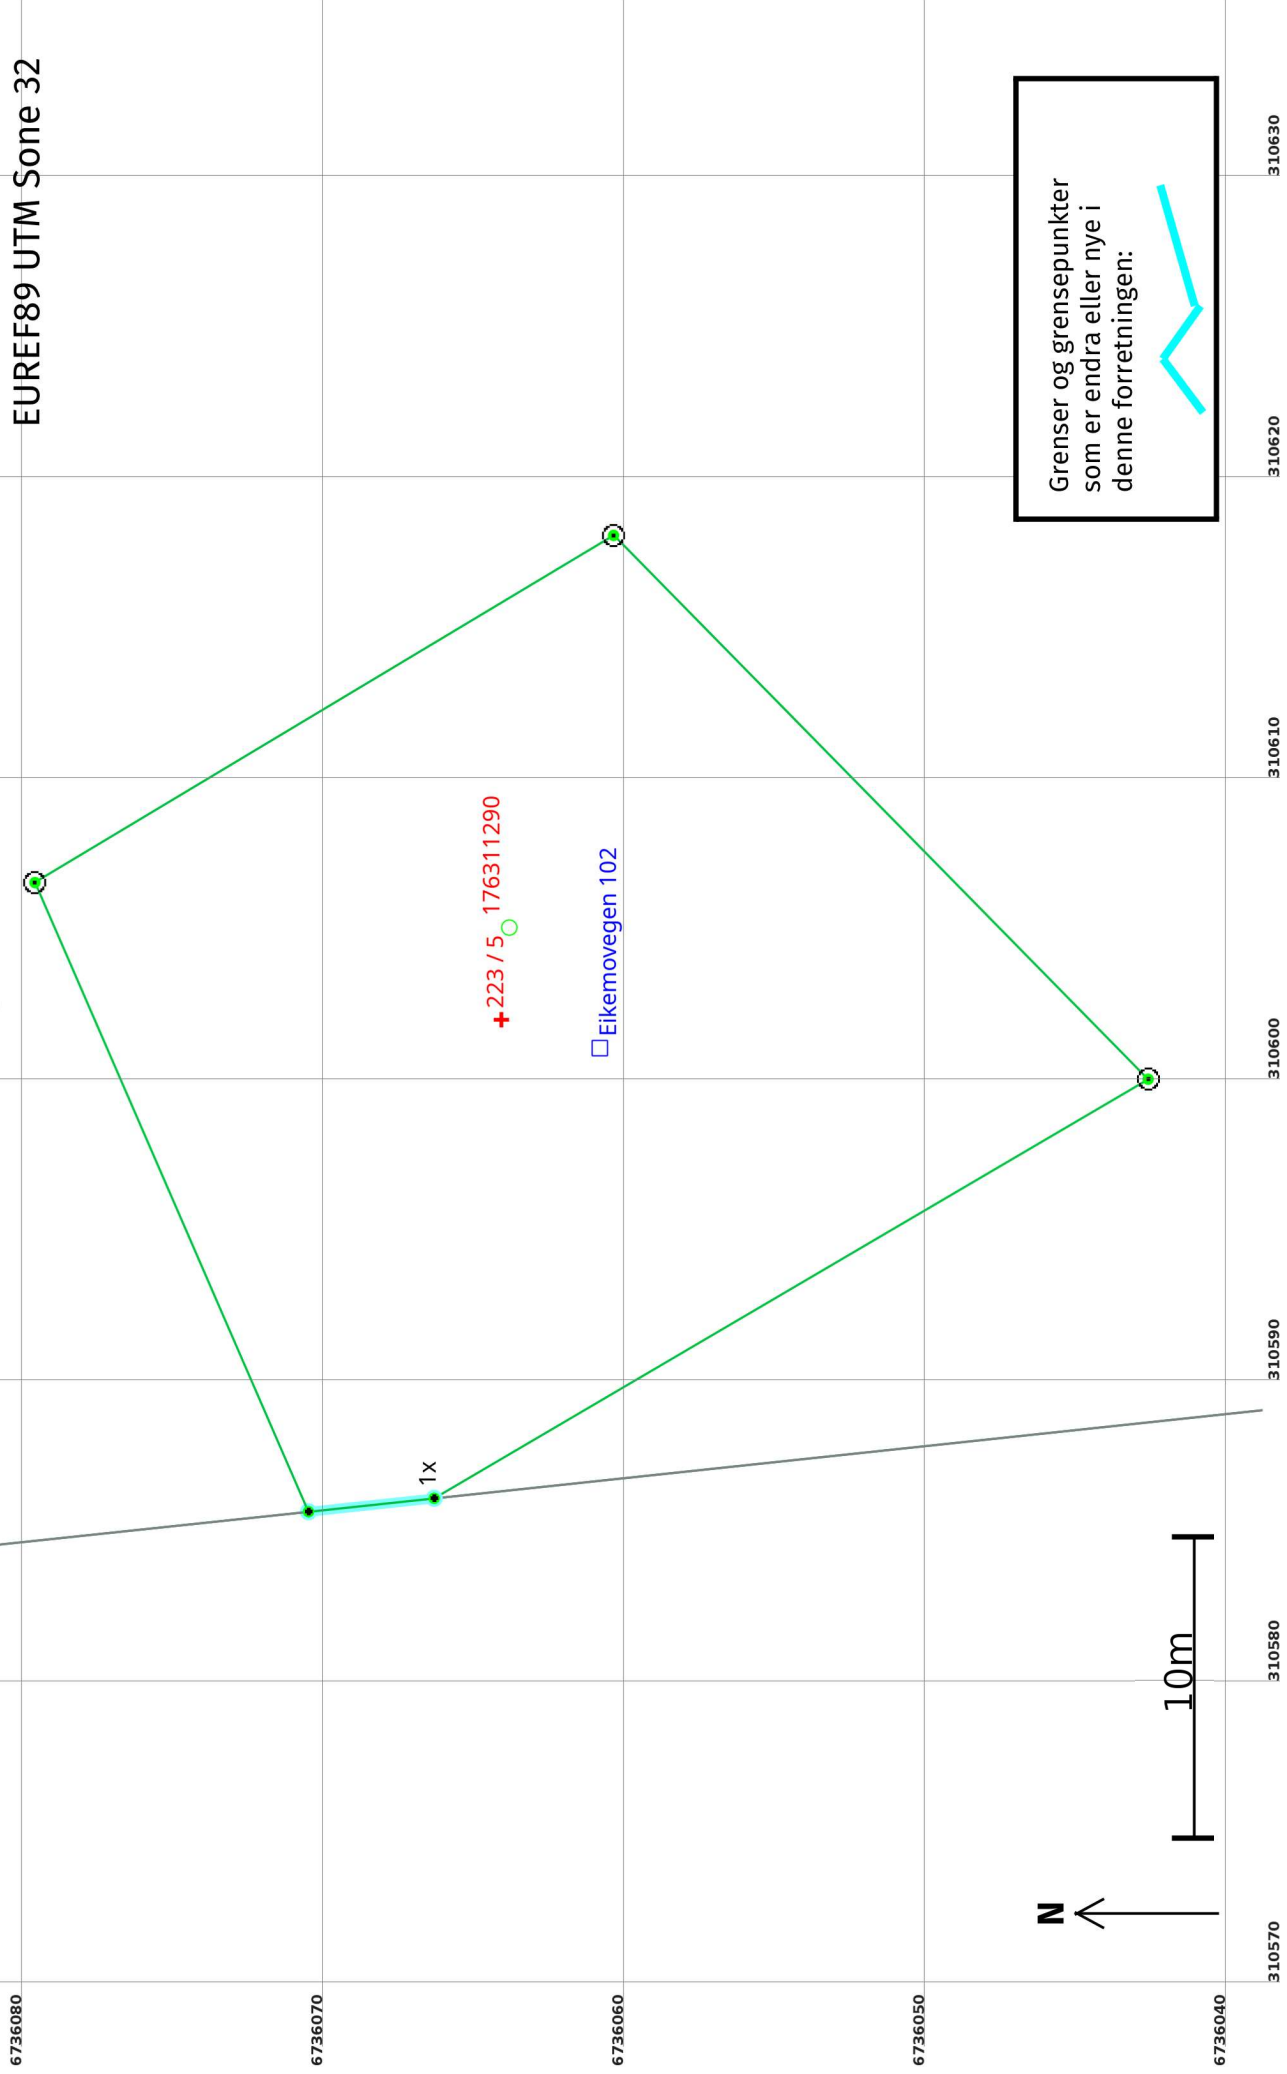 EUREF89 UTM Sone 32
6736080
6736070
6736060
6736050
6736040
310570
310580
310590
310600
310610
310620
310630
223 / 5
176311290
Eikemovegen 102
1x
N
10m
Grenser og grensepunkter
som er endra eller nye i
denne forretningen: